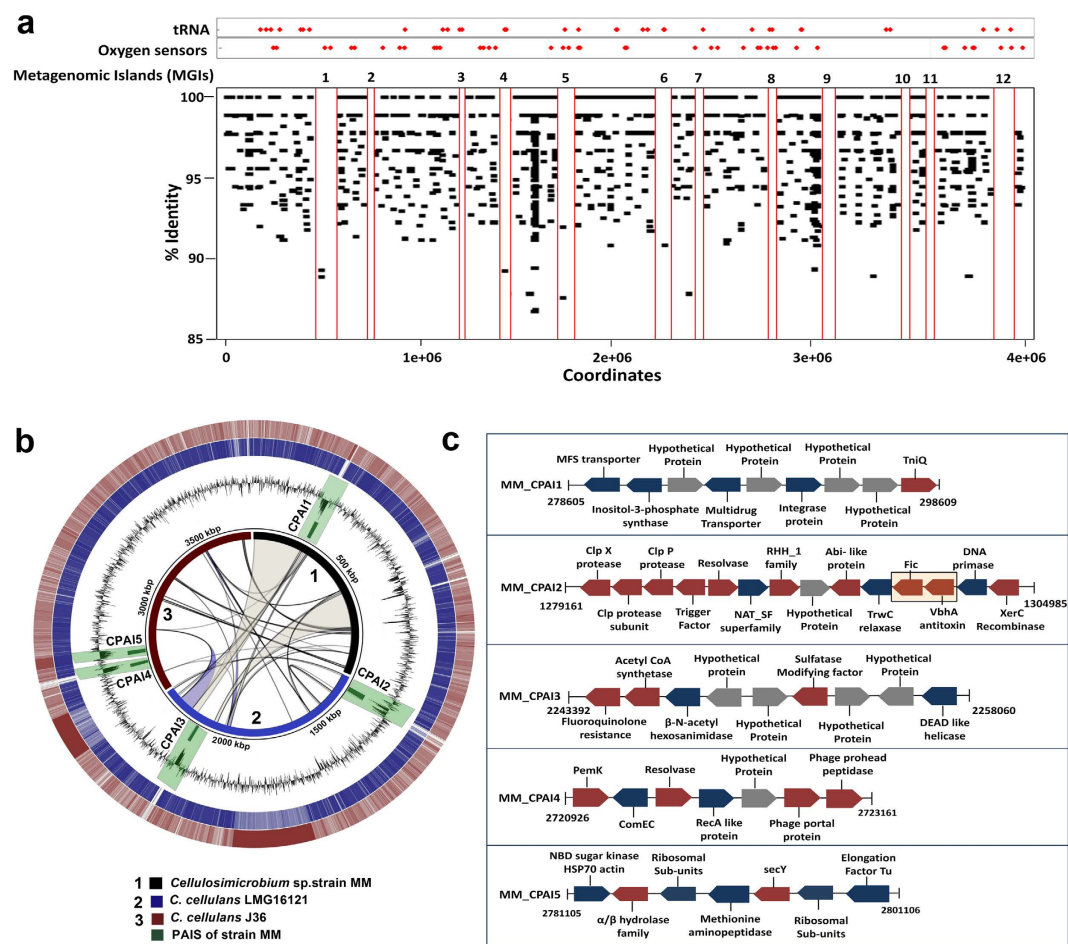 a
tRNA
Oxygen sensors
Metagenomic Islands (MGIs)
1 2 3 4 5 6 7 8 9 10 11 12
100
95
90
85
% Identity
0 1e+06 2e+06 3e+06 4e+06
Coordinates
b
CPAI1
CPAI2
CPAI3
CPAI4
CPAI5
500 kbp
1500 kbp
2000 kbp
3000 kbp
3500 kbp
1
2
3
1 Cellulosimicrobium sp.strain MM
2 C. cellulans LMG16121
3 C. cellulans J36
PAIS of strain MM
c
MM_CPAI1
278605
298609
MFS transporter
Inositol-3-phosphate
synthase
Hypothetical
Protein
Multidrug
Transporter
Hypothetical
Protein
Integrase
protein
Hypothetical
Protein
Hypothetical
Protein
TniQ
MM_CPAI2
1279161
1304985
Clp X
protease
Clp protease
subunit
Clp P
protease
Trigger
Factor
Resolvase
NAT_SF
superfamily
RHH_1
family
Hypothetical
Protein
Abi- like
protein
TrwC
relaxase
Fic
VbhA
antitoxin
DNA
primase
XerC
Recombinase
MM_CPAI3
2243392
2258060
Fluoroquinolone
resistance
Acetyl CoA
synthetase
β-N-acetyl
hexosanimidase
Hypothetical
protein
Hypothetical
Protein
Sulfatase
Modifying factor
Hypothetical
Protein
Hypothetical
Protein
DEAD like
helicase
MM_CPAI4
2720926
2723161
PemK
ComEC
Resolvase
RecA like
protein
Hypothetical
Protein
Phage portal
protein
Phage prohead
peptidase
MM_CPAI5
2781105
2801106
NBD sugar kinase
HSP70 actin
α/β hydrolase
family
Ribosomal
Sub-units
Methionine
aminopeptidase
secY
Ribosomal
Sub-units
Elongation
Factor Tu